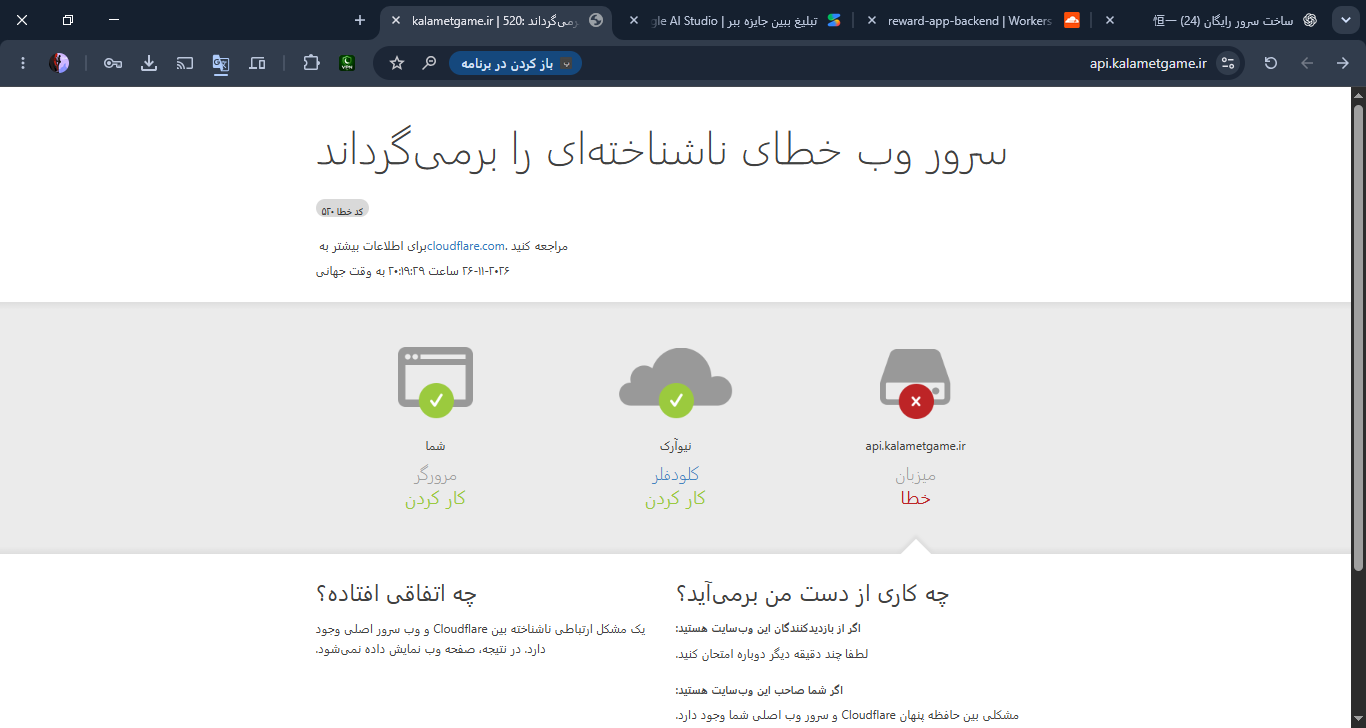 kalametgame.ir | 520: برمی‌گرداند
gle AI Studio | تبلیغ ببین جایزه ببر
reward-app-backend | Workers
ساخت سرور رایگان (24) 恒一
VPN
باز کردن در برنامه
api.kalametgame.ir
سرور وب خطای ناشناخته‌ای را برمی‌گرداند
کد خطا ۵۲۰
برای اطلاعات بیشتر به cloudflare.com. مراجعه کنید
۲۶-۱۱-۲۰۲۶ ساعت ۲۰:۱۹:۲۹ به وقت جهانی
شما
مرورگر
کار کردن
نیوآرک
کلودفلر
کار کردن
api.kalametgame.ir
میزبان
خطا
چه اتفاقی افتاده؟
یک مشکل ارتباطی ناشناخته بین Cloudflare و وب سرور اصلی وجود
دارد. در نتیجه، صفحه وب نمایش داده نمی‌شود.
چه کاری از دست من برمی‌آید؟
اگر از بازدیدکنندگان این وب‌سایت هستید:
لطفا چند دقیقه دیگر دوباره امتحان کنید.
اگر شما صاحب این وب‌سایت هستید:
مشکلی بین حافظه پنهان Cloudflare و سرور وب اصلی شما وجود دارد.